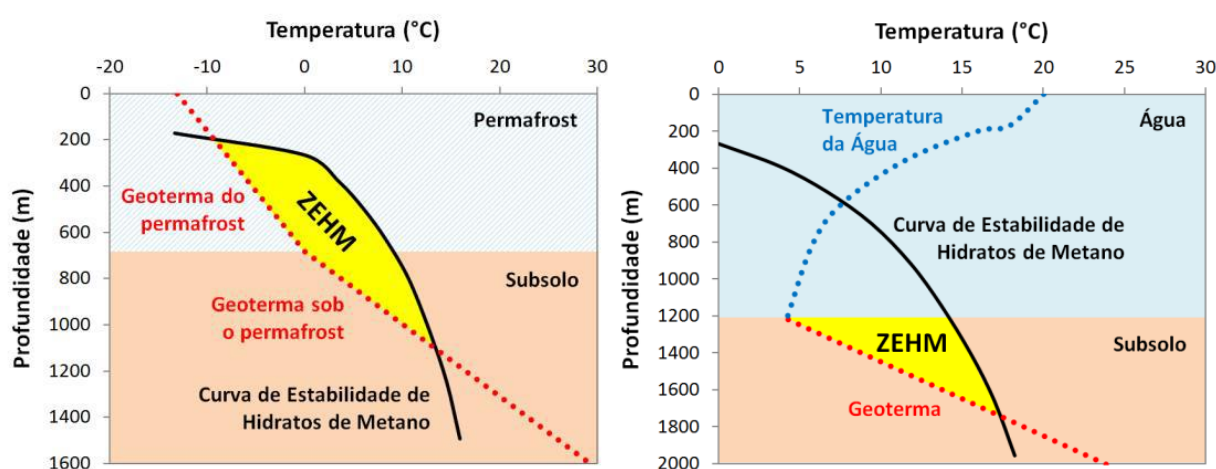 Temperatura (°C)
-20 -10 0 10 20 30
Profundidade (m)
0
200
400
600
800
1000
1200
1400
1600
Permafrost
Geoterma do
permafrost
ZEHM
Subsolo
Geoterma sob
o permafrost
Curva de Estabilidade de
Hidratos de Metano
Temperatura (°C)
0 5 10 15 20 25 30
Profundidade (m)
0
200
400
600
800
1000
1200
1400
1600
1800
2000
Temperatura
da Água
Água
Curva de Estabilidade de
Hidratos de Metano
ZEHM
Subsolo
Geoterma